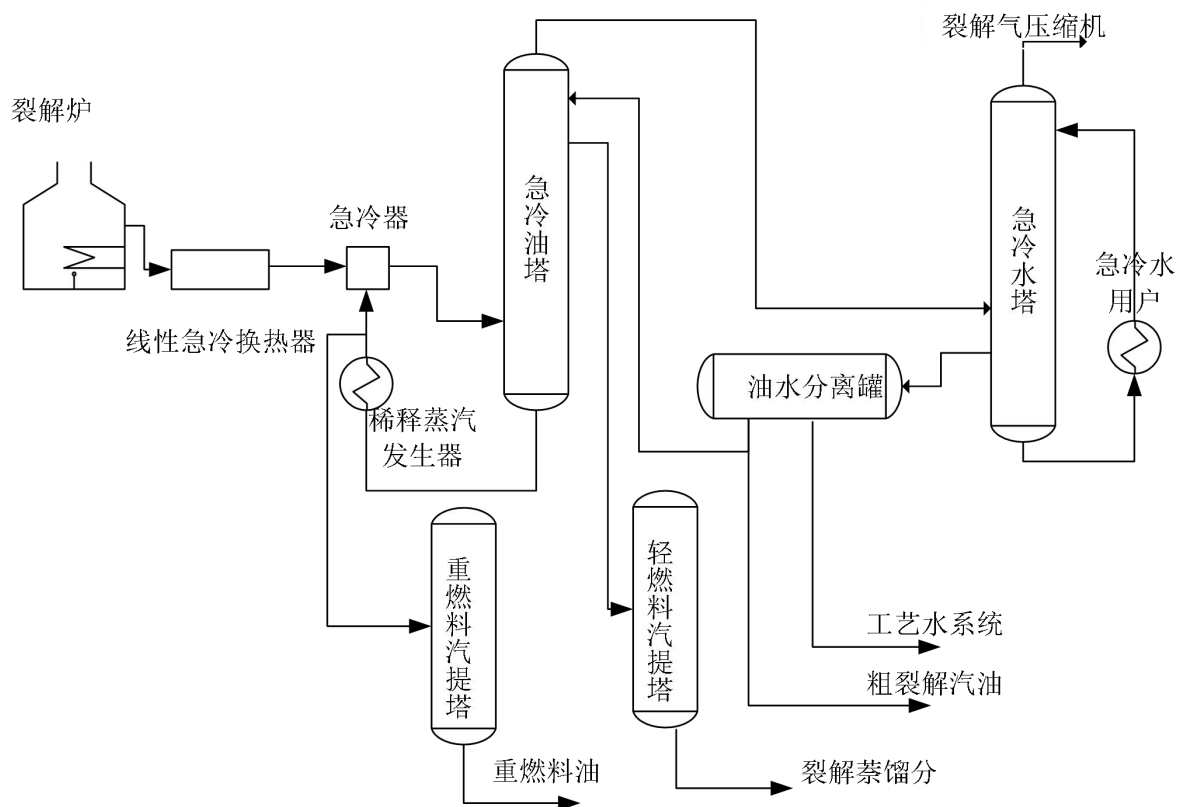 裂解气压缩机
裂解炉
急冷器
急冷油塔
急冷水塔
急冷水
用户
线性急冷换热器
油水分离罐
稀释蒸汽
发生器
重燃料汽提塔
轻燃料汽提塔
工艺水系统
粗裂解汽油
重燃料油
裂解萘馏分